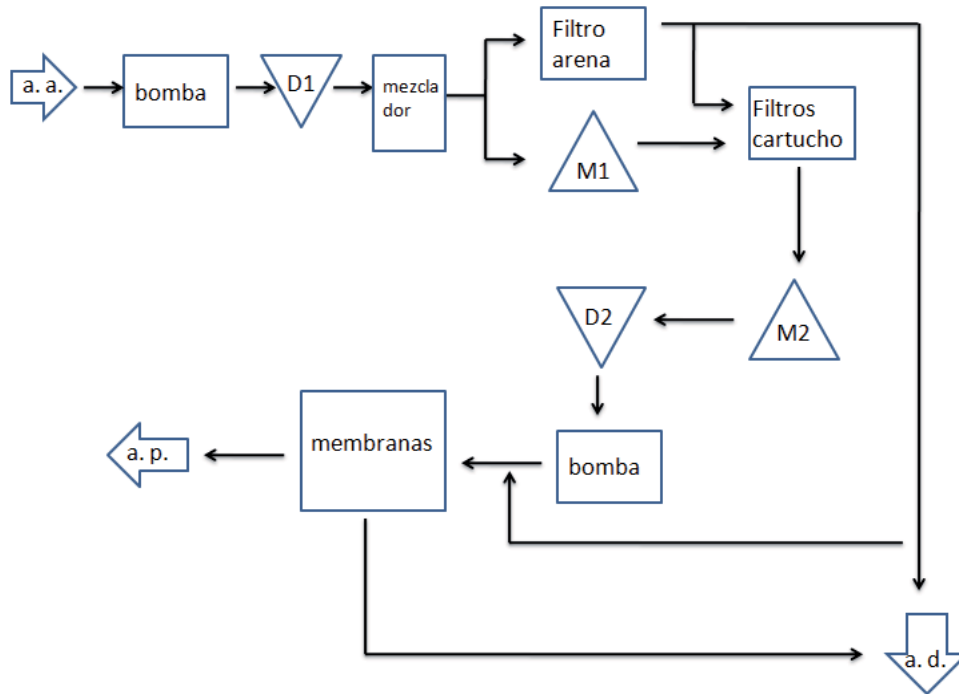 Filtro
arena
a. a.
bomba
D1
mezcla
dor
Filtros
cartucho
M1
D2
M2
membranas
a. p.
bomba
a. d.